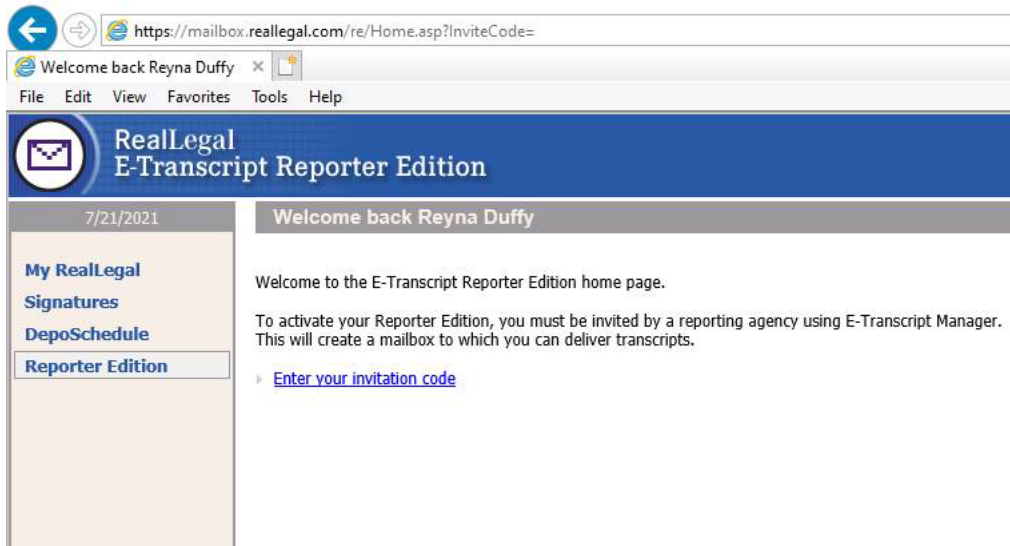 https://mailbox.reallegal.com/re/Home.asp?InviteCode=
Welcome back Reyna Duffy
File Edit View Favorites Tools Help
RealLegal
E-Transcript Reporter Edition
7/21/2021
Welcome back Reyna Duffy
My RealLegal
Signatures
DepoSchedule
Reporter Edition
Welcome to the E-Transcript Reporter Edition home page.
To activate your Reporter Edition, you must be invited by a reporting agency using E-Transcript Manager.
This will create a mailbox to which you can deliver transcripts.
Enter your invitation code